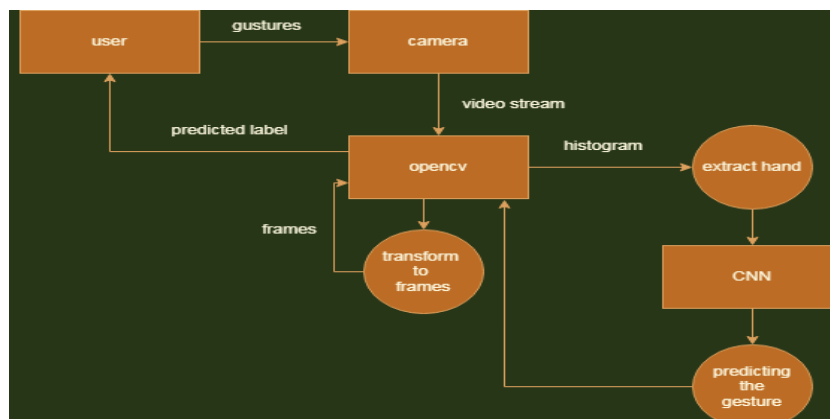 user
gustures
camera
video stream
predicted label
opencv
histogram
extract hand
frames
transform
to
frames
CNN
predicting
the
gesture